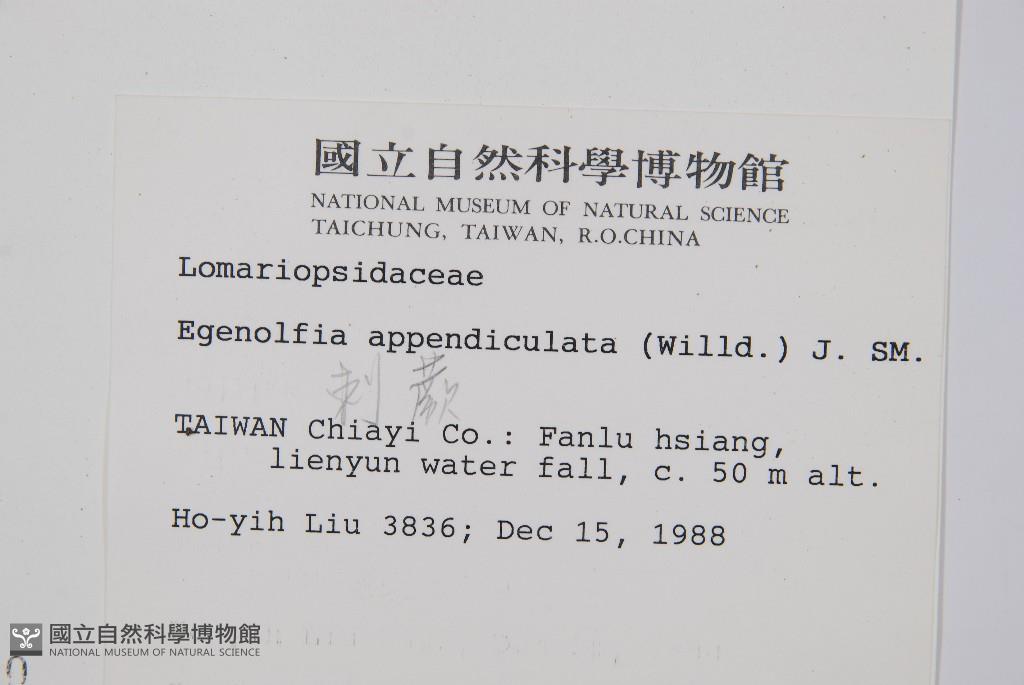 國立自然科學博物館
NATIONAL MUSEUM OF NATURAL SCIENCE
TAICHUNG, TAIWAN, R.O.CHINA
Lomariopsidaceae
Egenolfia appendiculata (Willd.) J. SM.
刺蕨
TAIWAN Chiayi Co.: Fanlu hsiang,
lienyun water fall, c. 50 m alt.
Ho-yih Liu 3836; Dec 15, 1988
國立自然科學博物館
NATIONAL MUSEUM OF NATURAL SCIENCE